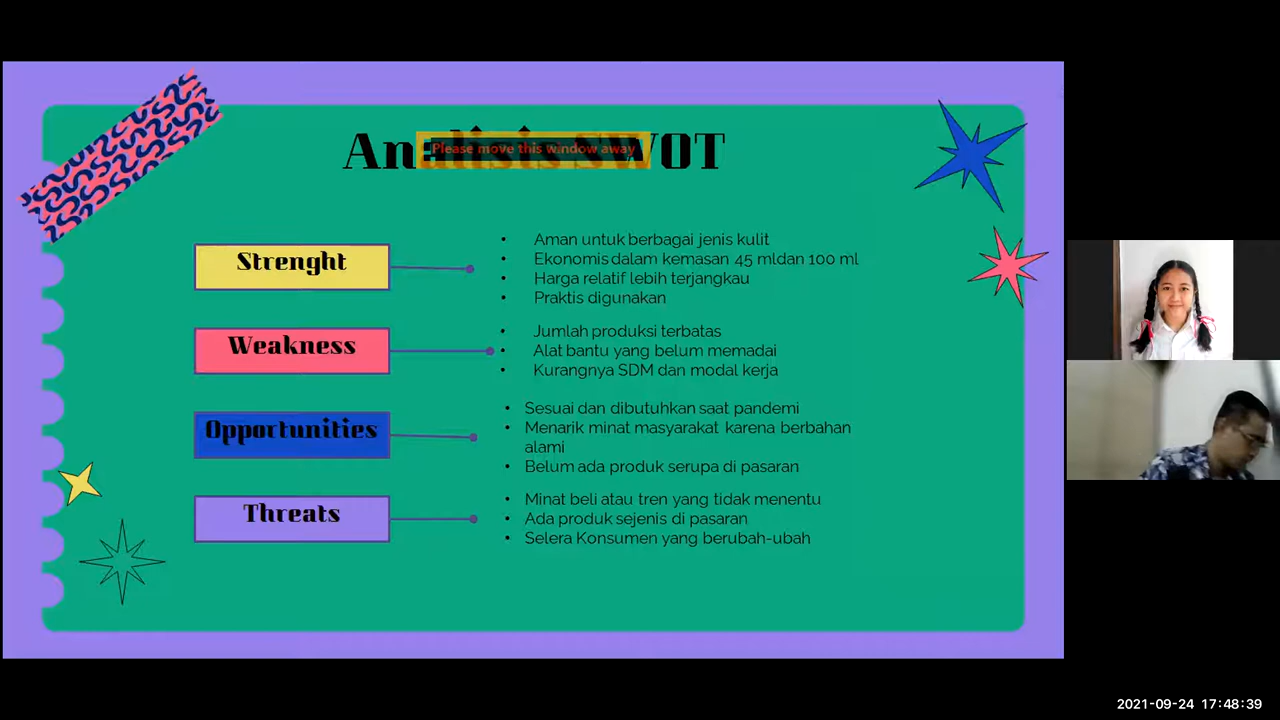 Analisis SWOT
Please move this window away
Strenght
• Aman untuk berbagai jenis kulit
• Ekonomis dalam kemasan 45 mldan 100 ml
• Harga relatif lebih terjangkau
• Praktis digunakan
Weakness
• Jumlah produksi terbatas
• Alat bantu yang belum memadai
• Kurangnya SDM dan modal kerja
Opportunities
• Sesuai dan dibutuhkan saat pandemi
• Menarik minat masyarakat karena berbahan
alami
• Belum ada produk serupa di pasaran
Threats
• Minat beli atau tren yang tidak menentu
• Ada produk sejenis di pasaran
• Selera Konsumen yang berubah-ubah
2021-09-24 17:48:39